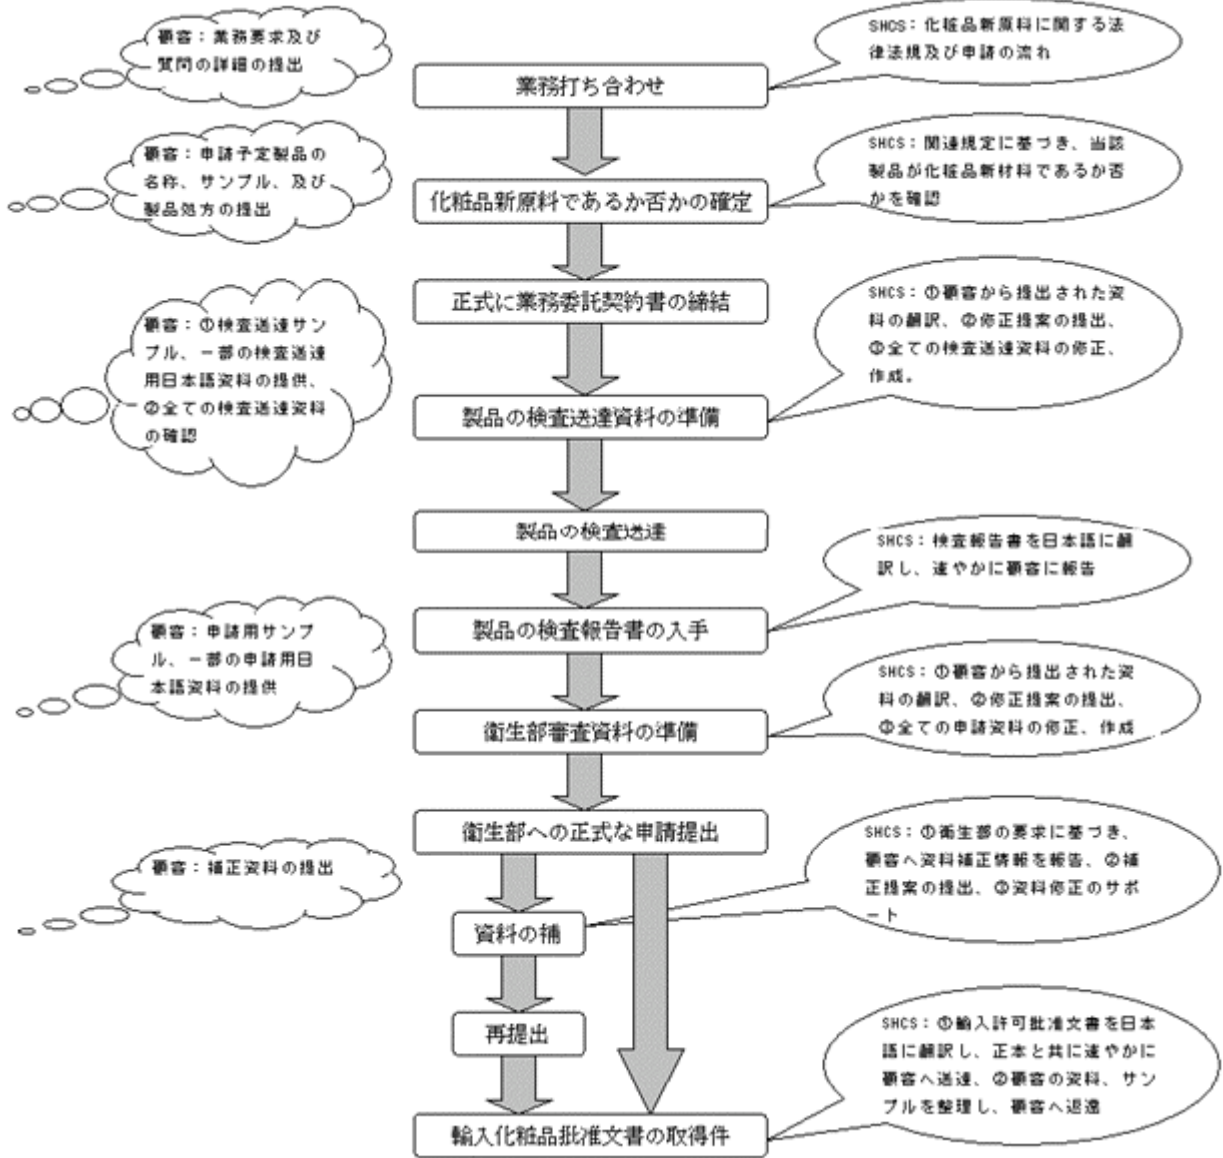 顧客：業務要求及び
質問の詳細の提出
SHCS：化粧品新原料に関する法
律法規及び申請の流れ
業務打ち合わせ
顧客：申請予定製品の
名称、サンプル、及び
製品処方の提出
SHCS：関連規定に基づき、当該
製品が化粧品新材料であるか否
かを確認
化粧品新原料であるか否かの確定
正式に業務委託契約書の締結
顧客：①検査送達サン
プル、一部の検査送達
用日本語資料の提供、
②全ての検査送達資料
の確認
SHCS：①顧客から提出された資
料の翻訳、②修正提案の提出、
③全ての検査送達資料の修正、
作成。
製品の検査送達資料の準備
製品の検査送達
SHCS：検査報告書を日本語に翻
訳し、速やかに顧客に報告
製品の検査報告書の入手
顧客：申請用サンプ
ル、一部の申請用日
本語資料の提供
SHCS：①顧客から提出された資
料の翻訳、②修正提案の提出、
③全ての申請資料の修正、作成
衛生部審査資料の準備
衛生部への正式な申請提出
顧客：補正資料の提出
SHCS：①衛生部の要求に基づき、
顧客へ資料補正情報を報告、②補
正提案の提出、③資料修正のサポ
ート
資料の補
再提出
SHCS：①輸入許可批准文書を日本
語に翻訳し、正本と共に速やかに
顧客へ送達、②顧客の資料、サン
プルを整理し、顧客へ返還
輸入化粧品批准文書の取得件